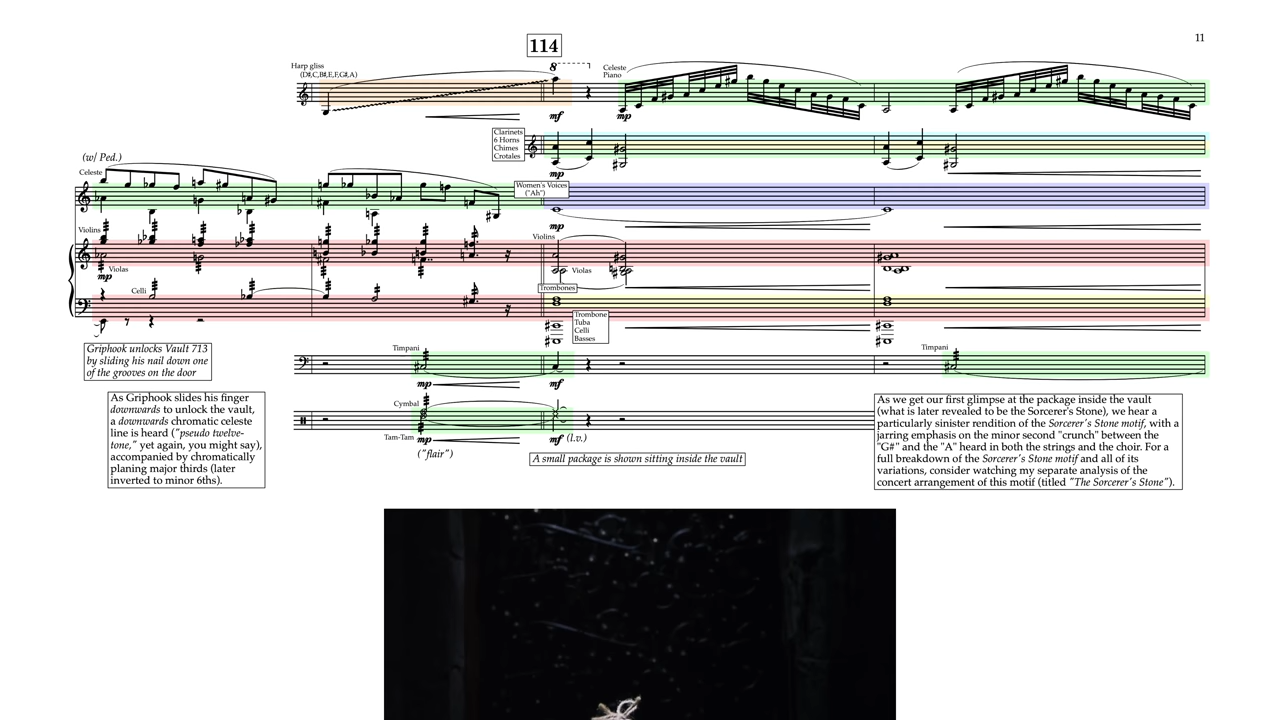 11
114
Harp gliss
(D♯,C,B♯,E,F,G♯,A)
8
Celeste
Piano
mf
mp
Clarinets
6 Horns
Chimes
Crotales
mp
(w/ Ped.)
Celeste
Women's Voices
("Ah")
mp
Violins
Violas
mp
Celli
Violins
Violas
Trombones
Trombone
Tuba
Celli
Basses
Griphook unlocks Vault 713
by sliding his nail down one
of the grooves on the door
Timpani
mp
mf
Timpani
As Griphook slides his finger
downwards to unlock the vault,
a downwards chromatic celeste
line is heard ("pseudo twelve-
tone," yet again, you might say),
accompanied by chromatically
planing major thirds (later
inverted to minor 6ths).
Cymbal
Tam-Tam
mp
mf
(l.v.)
("flair")
A small package is shown sitting inside the vault
As we get our first glimpse at the package inside the vault
(what is later revealed to be the Sorcerer's Stone), we hear a
particularly sinister rendition of the Sorcerer's Stone motif, with a
jarring emphasis on the minor second "crunch" between the
"G#" and the "A" heard in both the strings and the choir. For a
full breakdown of the Sorcerer's Stone motif and all of its
variations, consider watching my separate analysis of the
concert arrangement of this motif (titled "The Sorcerer's Stone").